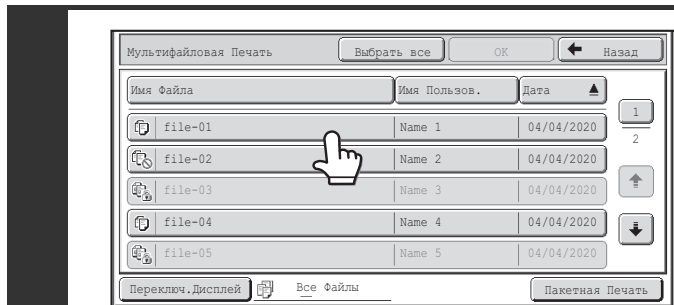 Мультифайловая Печать Выбрать все OK Назад
Имя Файла Имя Пользов. Дата
file-01 Name 1 04/04/2020 1
file-02 Name 2 04/04/2020 2
file-03 Name 3 04/04/2020
file-04 Name 4 04/04/2020
file-05 Name 5 04/04/2020
Переключ.Дисплей Все Файлы Пакетная Печать